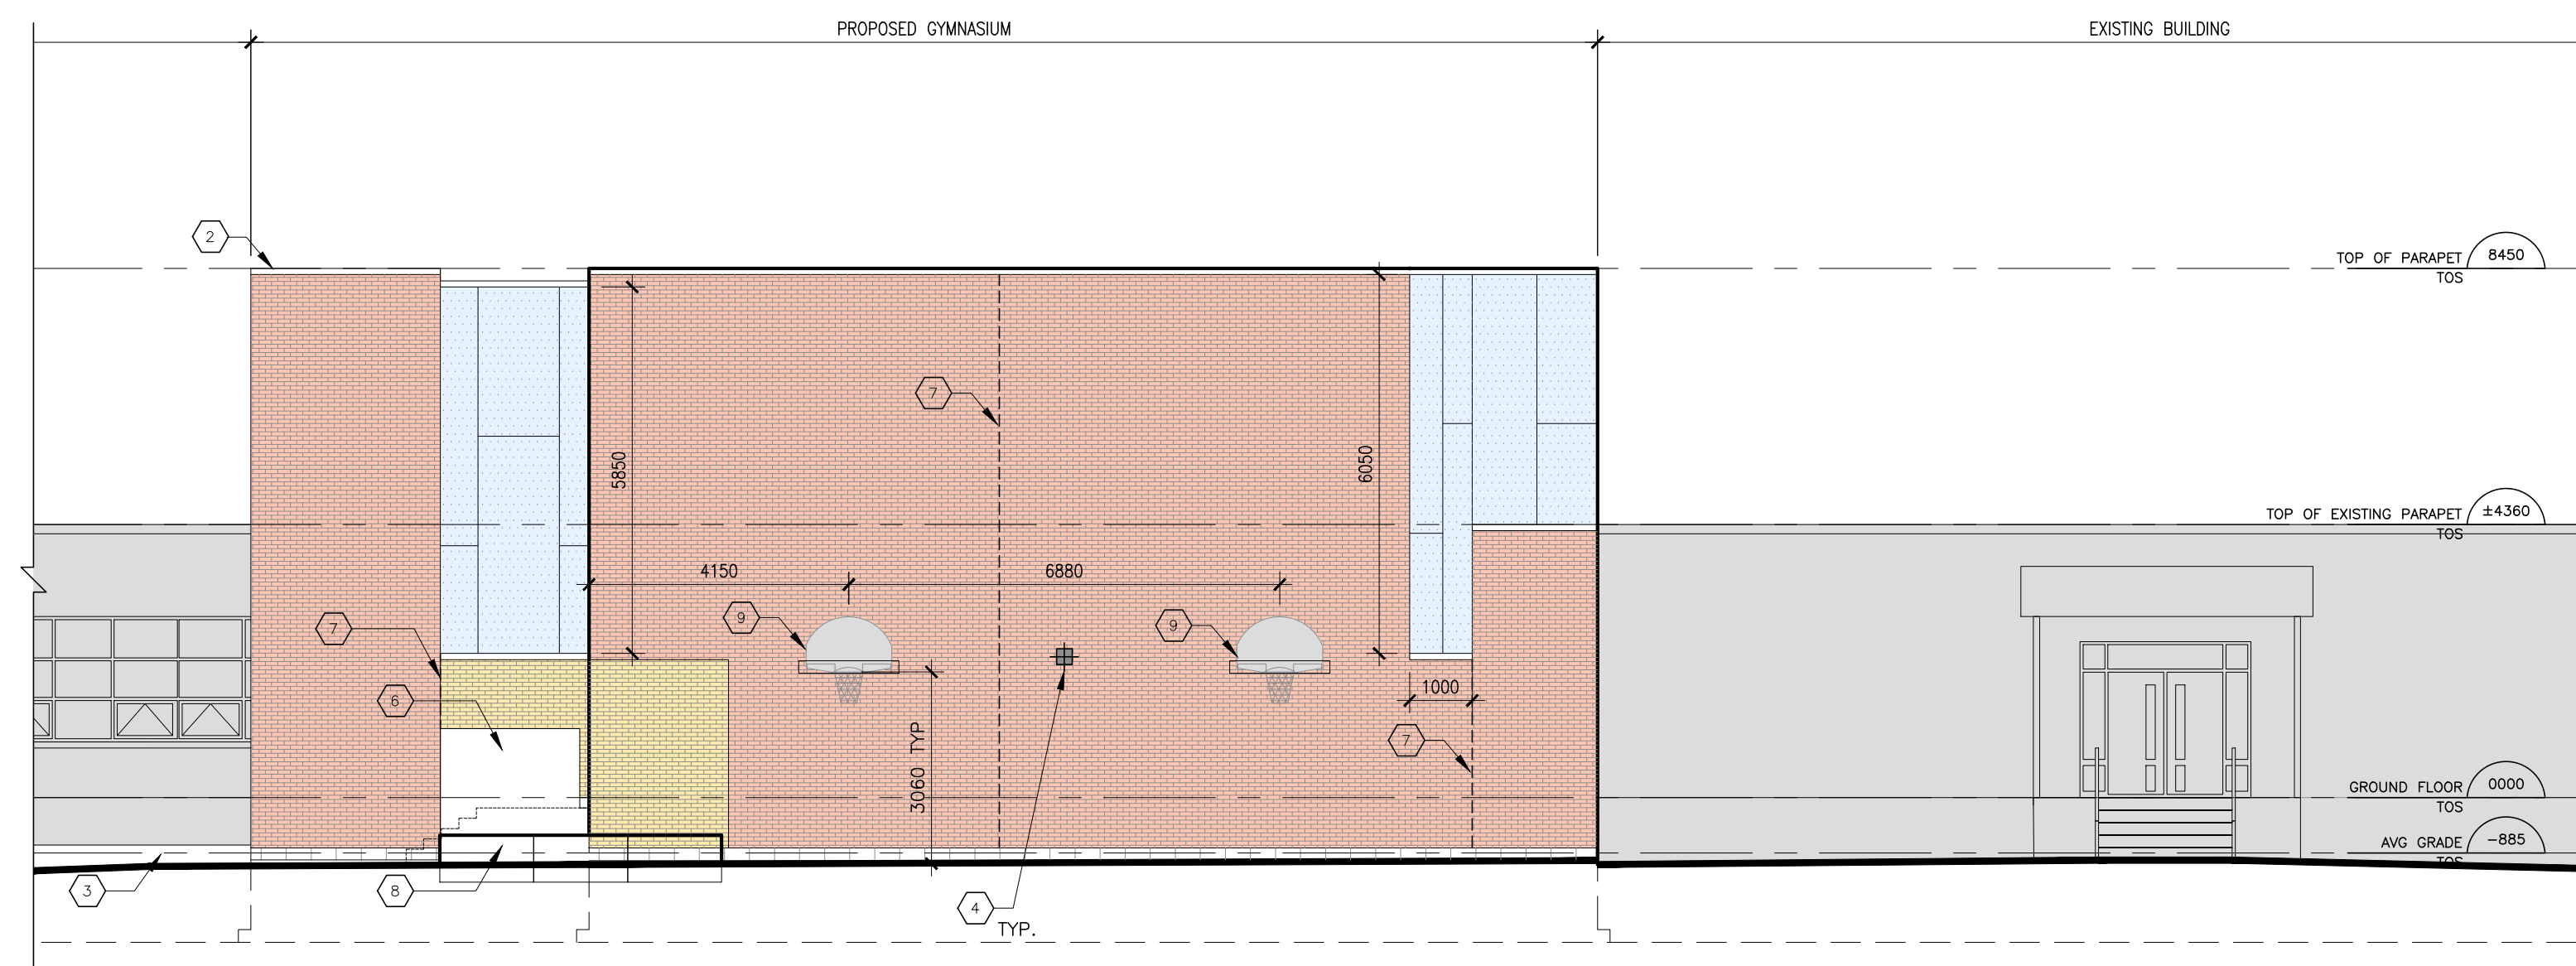 PROPOSED GYMNASIUM
EXISTING BUILDING
2
TOP OF PARAPET 8450
TOS
7
5850
6050
TOP OF EXISTING PARAPET ±4360
TOS
4150
6880
9
9
7
6
1000
7
3060 TYP
GROUND FLOOR 0000
TOS
AVG GRADE -885
TOS
3
8
4
TYP.